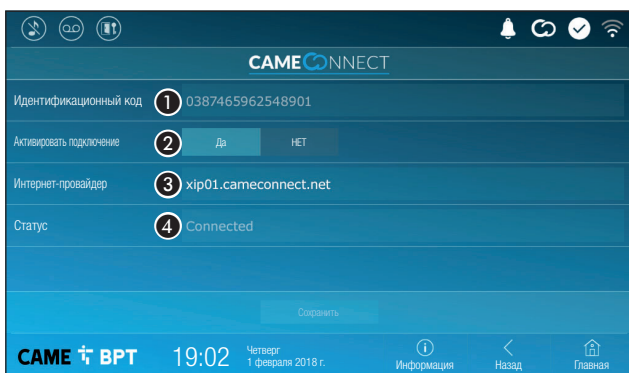 CAMECONNECT
Идентификационный код 1 0387465962548901
Активировать подключение 2 Да НЕТ
Интернет-провайдер 3 xip01.cameconnect.net
Статус 4 Connected
Сохранить
CAME BPT 19:02 Четверг
1 февраля 2018 г.
Информация Назад Главная